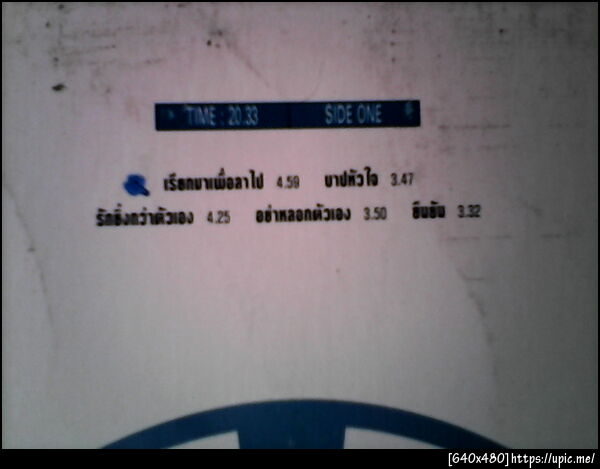 TIME : 20.33 SIDE ONE
เรียกมาเพื่อลาไป 4.59 บาปหัวใจ 3.47
รักยิ่งกว่าตัวเอง 4.25 อย่าหลอกตัวเอง 3.50 ยืนยัน 3.32
[640x480]https://upic.me/